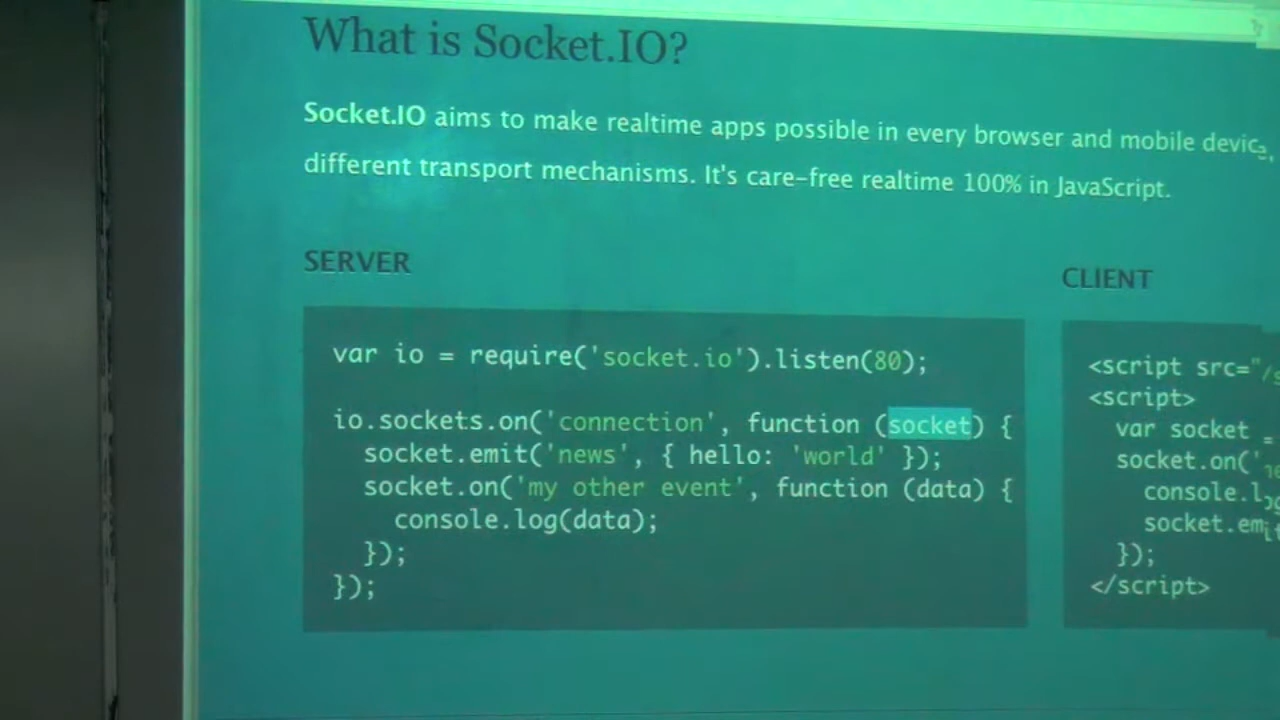 What is Socket.IO?
Socket.IO aims to make realtime apps possible in every browser and mobile
different transport mechanisms. It's care-free realtime 100% in JavaScript.
SERVER
var io = require('socket.io').listen(80);
io.sockets.on('connection', function (socket) {
socket.emit('news', { hello: 'world' });
socket.on('my other event', function (data) {
console.log(data);
});
});
CLIENT
<script src="/s
<script>
var socket =
socket.on('
console.l
socket.em
});
</script>